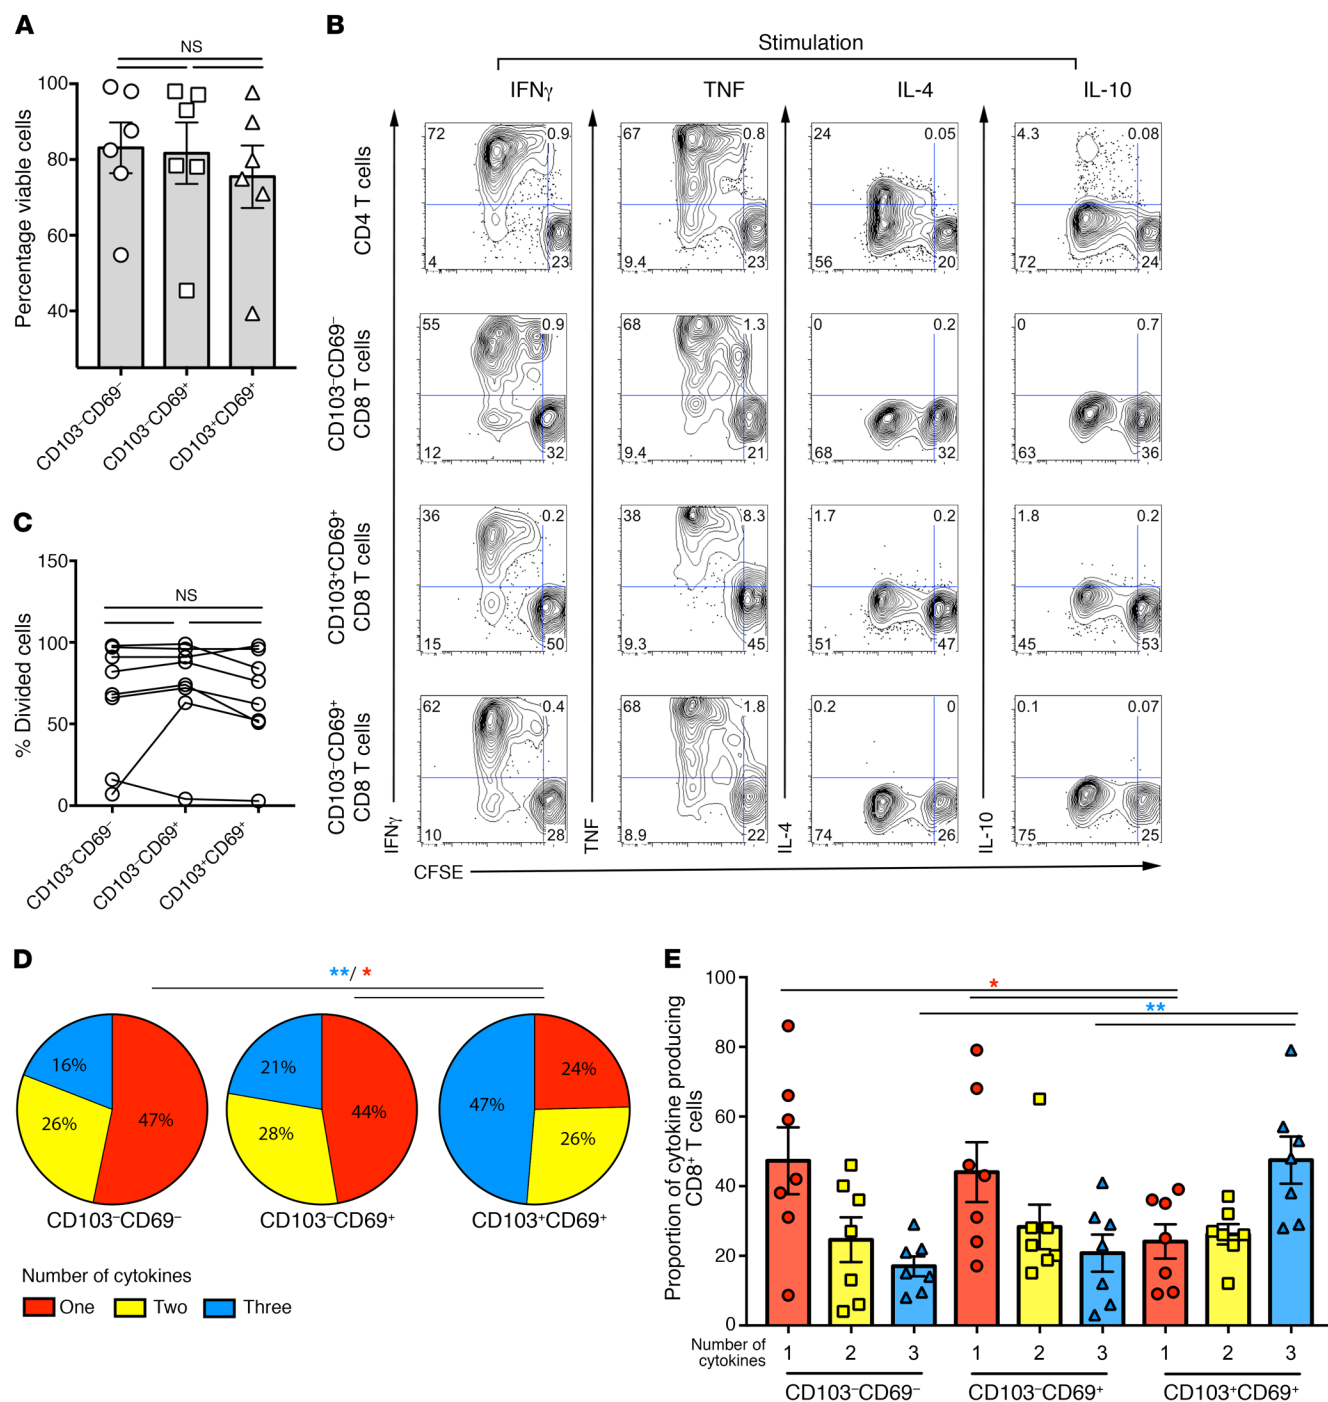 A
NS
Percentage viable cells
100
80
60
40
CD103⁻CD69⁻
CD103⁻CD69⁺
CD103⁺CD69⁺
B
Stimulation
IFNγ
TNF
IL-4
IL-10
CD4 T cells
72
0.9
4
23
67
0.8
9.4
23
24
0.05
56
20
4.3
0.08
72
24
CD103⁻CD69⁻
CD8 T cells
55
0.9
12
32
68
1.3
9.4
21
0
0.2
68
32
0
0.7
63
36
CD103⁺CD69⁺
CD8 T cells
36
0.2
15
50
38
8.3
9.3
45
1.7
0.2
51
47
1.8
0.2
45
53
CD103⁻CD69⁺
CD8 T cells
62
0.4
10
28
68
1.8
8.9
22
0.2
0
74
26
0.1
0.07
75
25
IFNγ
TNF
IL-4
IL-10
CFSE
C
NS
% Divided cells
150
100
50
0
CD103⁻CD69⁻
CD103⁻CD69⁺
CD103⁺CD69⁺
D
**/ *
16%
47%
26%
CD103⁻CD69⁻
21%
44%
28%
CD103⁻CD69⁺
24%
47%
26%
CD103⁺CD69⁺
Number of cytokines
One
Two
Three
E
Proportion of cytokine producing
CD8⁺ T cells
100
80
60
40
20
0
*
**
Number of
cytokines
1 2 3 1 2 3 1 2 3
CD103⁻CD69⁻
CD103⁻CD69⁺
CD103⁺CD69⁺